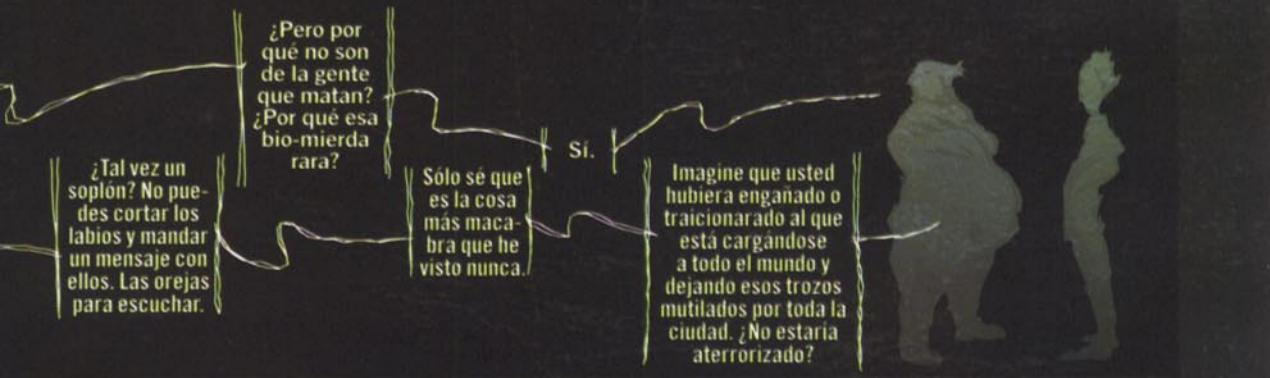 ¿Pero por
qué no son
de la gente
que matan?
¿Por qué esa
bio-mierda
rara?
¿Tal vez un
soplón? No pue-
des cortar los
labios y mandar
un mensaje con
ellos. Las orejas
para escuchar.
Sí.
Sólo sé que
es la cosa
más maca-
bra que he
visto nunca.
Imagine que usted
hubiera engañado o
traicionarado al que
está cargándose
a todo el mundo y
dejando esos trozos
mutilados por toda la
ciudad. ¿No estaría
aterrorizado?